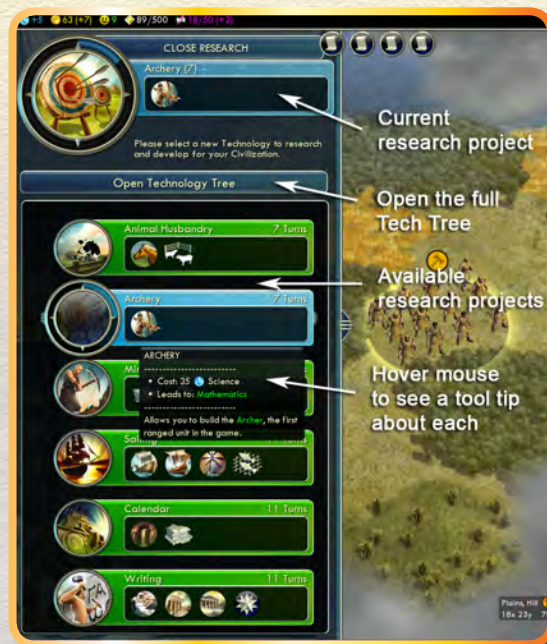 +5 63 (+7) 9 89/500 18/50 (+2)
CLOSE RESEARCH
Archery (7)
Please select a new Technology to research
and develop for your Civilization.
Open Technology Tree
Animal Husbandry 7 Turns
Archery 7 Turns
ARCHERY
• Cost: 35 Science
• Leads to: Mathematics
Allows you to build the Archer, the first
ranged unit in the game.
Calendar 11 Turns
Writing 11 Turns
Current
research project
Open the full
Tech Tree
Available
research projects
Hover mouse
to see a tool tip
about each
Plains, Hill
18x 23y